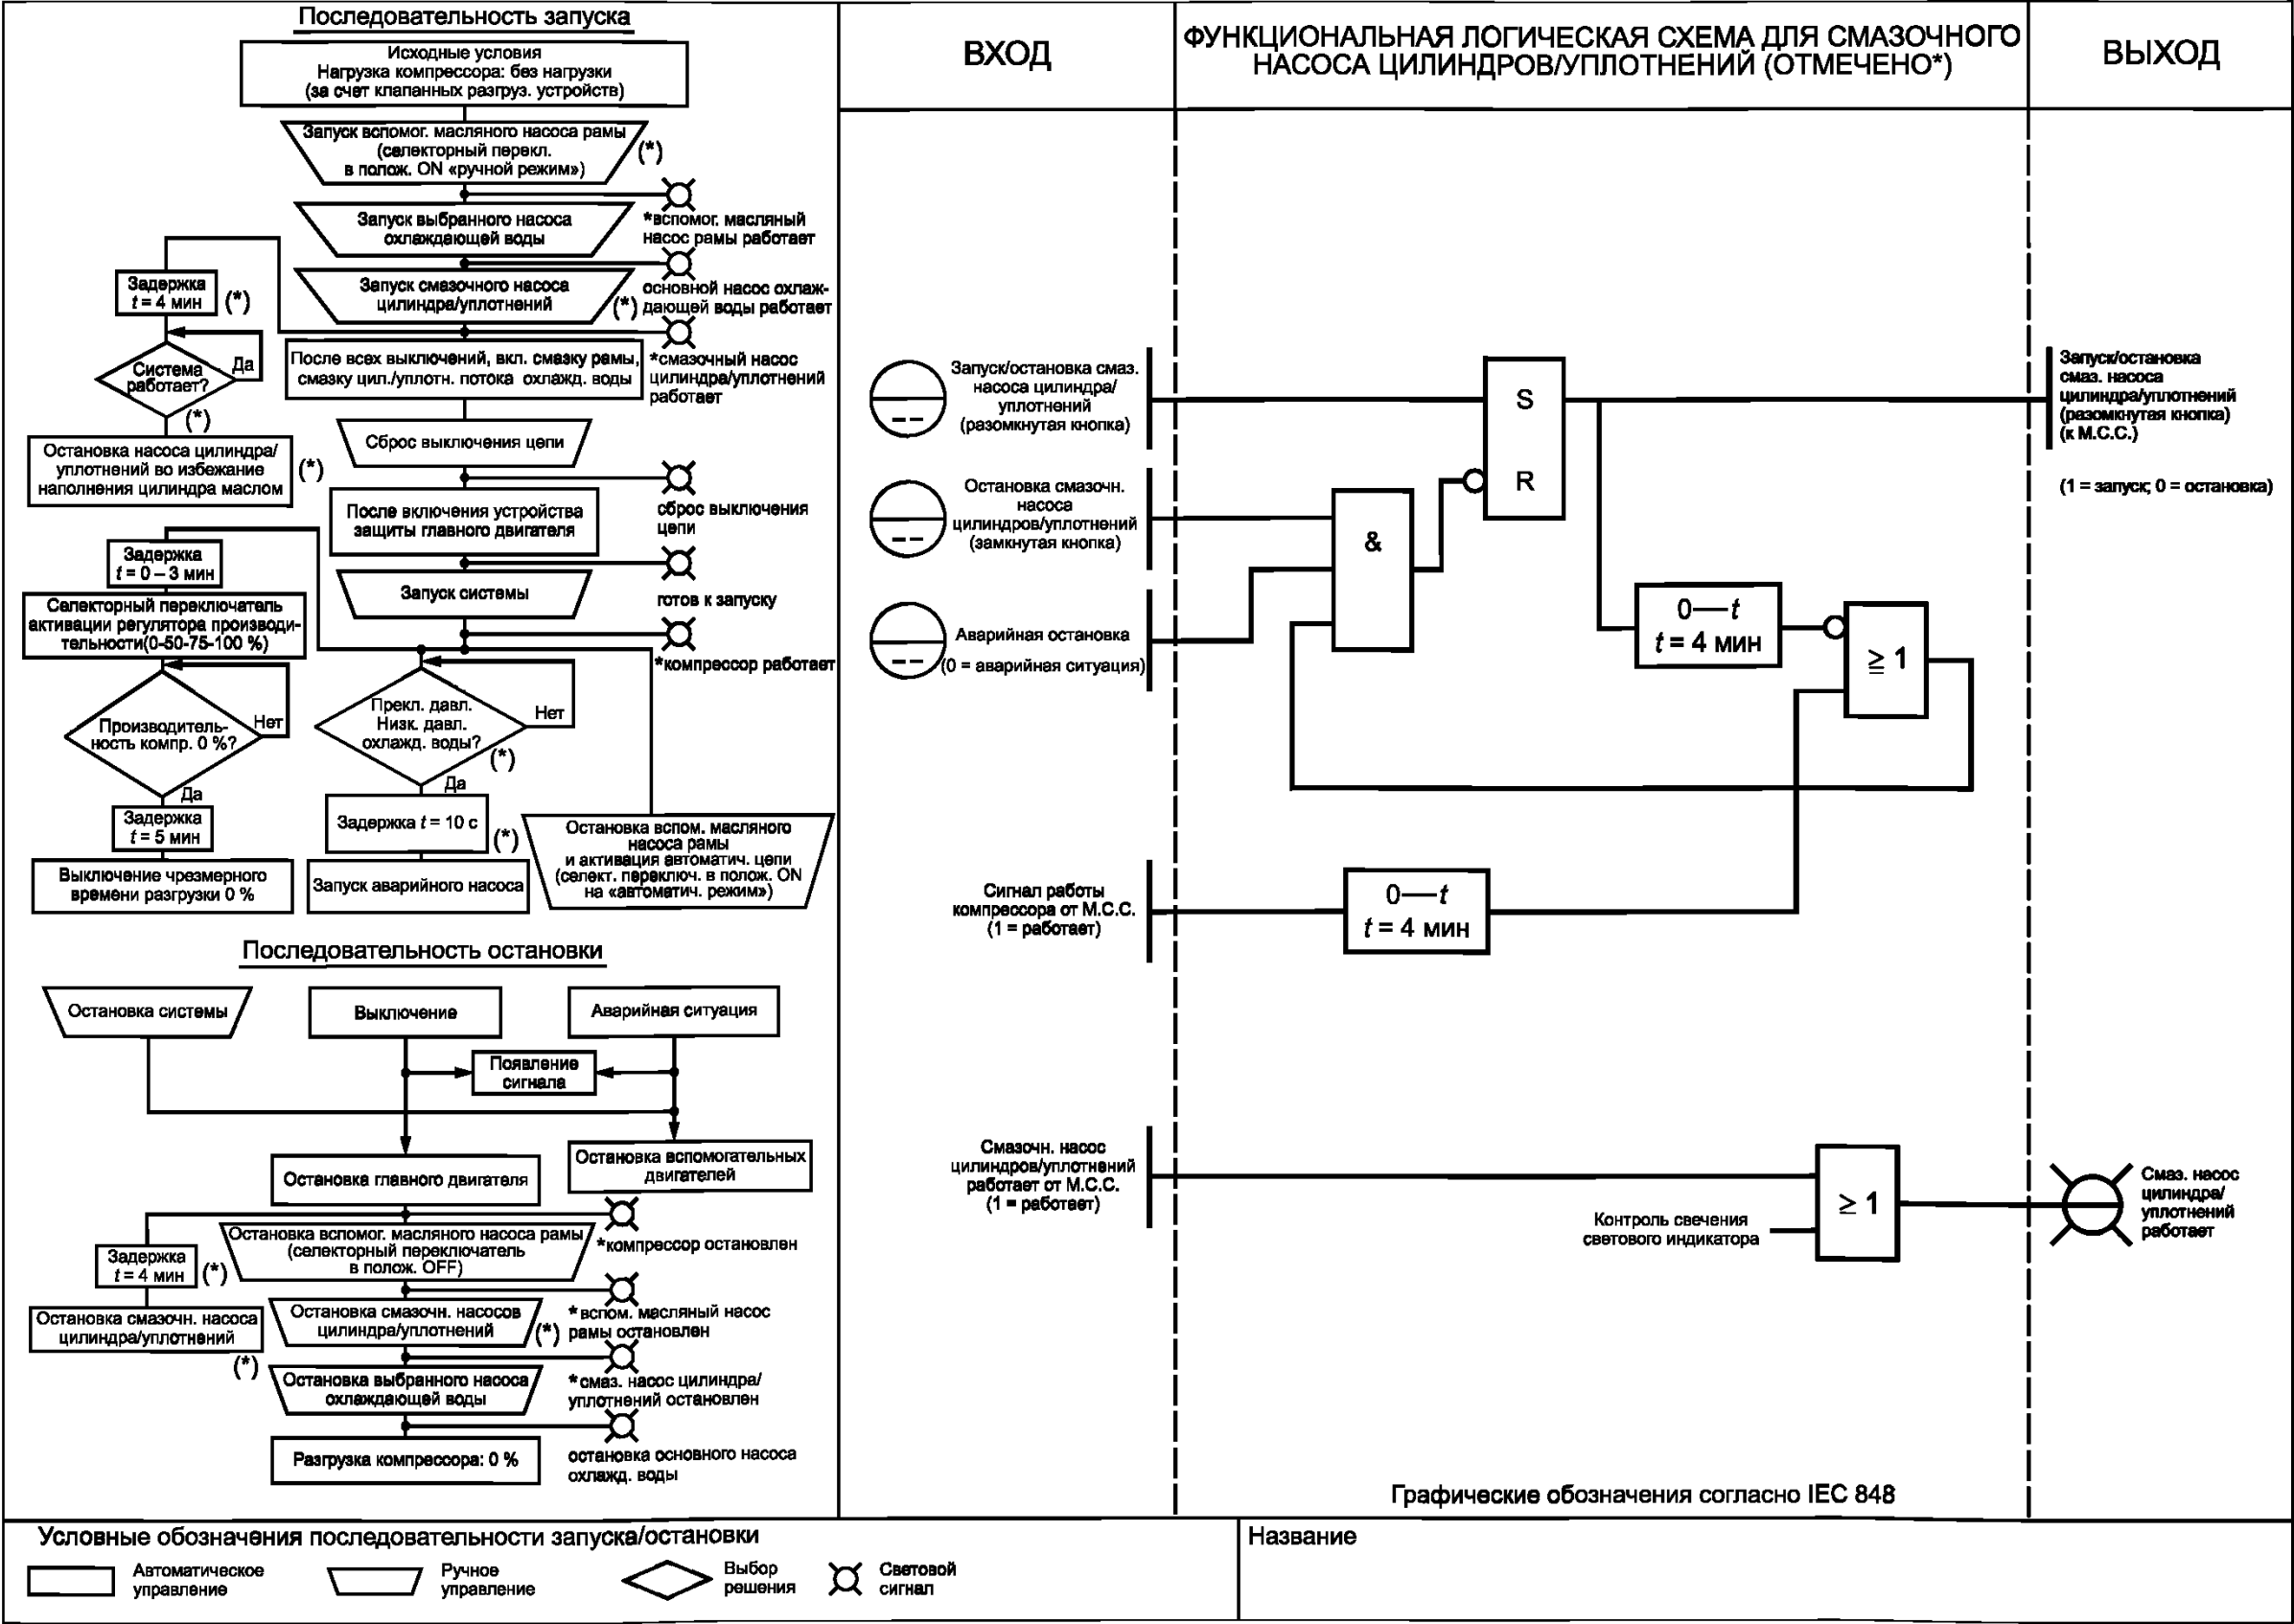 Последовательность запуска
Исходные условия
Нагрузка компрессора: без нагрузки
(за счет клапанных разгруз. устройств)
Запуск вспомог. масляного насоса рамы
(селекторный перекл.
в полож. ON «ручной режим»)
(*)
Запуск выбранного насоса
охлаждающей воды
*вспомог. масляный
насос рамы работает
Запуск смазочного насоса
цилиндра/уплотнений
(*)
основной насос охлаж-
дающей воды работает
Задержка
t = 4 мин
(*)
Система
работает?
Да
(*)
Остановка насоса цилиндра/
уплотнений во избежание
наполнения цилиндра маслом
(*)
После всех выключений, вкл. смазку рамы,
смазку цил./уплотн. потока охлажд. воды
*смазочный насос
цилиндра/уплотнений
работает
Сброс выключения цепи
сброс выключения
цепи
После включения устройства
защиты главного двигателя
готов к запуску
Запуск системы
*компрессор работает
Задержка
t = 0 – 3 мин
Селекторный переключатель
активации регулятора производи-
тельности(0-50-75-100 %)
Производитель-
ность компр. 0 %?
Нет
Да
Задержка
t = 5 мин
Выключение чрезмерного
времени разгрузки 0 %
Прекл. давл.
Низк. давл.
охлажд. воды?
Нет
(*)
Да
Задержка t = 10 с
(*)
Запуск аварийного насоса
Остановка вспом. масляного
насоса рамы
и активация автоматич. цепи
(селект. переключ. в полож. ON
на «автоматич. режим»)
Последовательность остановки
Остановка системы
Выключение
Аварийная ситуация
Появление
сигнала
Остановка главного двигателя
Остановка вспомогательных
двигателей
Остановка вспомог. масляного насоса рамы
(селекторный переключатель
в полож. OFF)
*компрессор остановлен
Задержка
t = 4 мин
(*)
Остановка смазочн. насоса
цилиндра/уплотнений
(*)
Остановка смазочн. насосов
цилиндра/уплотнений
(*)
*вспом. масляный насос
рамы остановлен
Остановка выбранного насоса
охлаждающей воды
*смаз. насос цилиндра/
уплотнений остановлен
Разгрузка компрессора: 0 %
остановка основного насоса
охлажд. воды
ВХОД
ФУНКЦИОНАЛЬНАЯ ЛОГИЧЕСКАЯ СХЕМА ДЛЯ СМАЗОЧНОГО
НАСОСА ЦИЛИНДРОВ/УПЛОТНЕНИЙ (ОТМЕЧЕНО*)
ВЫХОД
Запуск/остановка смаз.
насоса цилиндра/
уплотнений
(разомкнутая кнопка)
Остановка смазочн.
насоса
цилиндров/уплотнений
(замкнутая кнопка)
Аварийная остановка
(0 = аварийная ситуация)
S
R
&
0—t
t = 4 мин
≥ 1
Запуск/остановка
смаз. насоса
цилиндра/уплотнений
(разомкнутая кнопка)
(к М.С.С.)
(1 = запуск; 0 = остановка)
Сигнал работы
компрессора от М.С.С.
(1 = работает)
0—t
t = 4 мин
Смазочн. насос
цилиндров/уплотнений
работает от М.С.С.
(1 = работает)
Контроль свечения
светового индикатора
≥ 1
Смаз. насос
цилиндра/
уплотнений
работает
Графические обозначения согласно IEC 848
Условные обозначения последовательности запуска/остановки
Автоматическое
управление
Ручное
управление
Выбор
решения
Световой
сигнал
Название